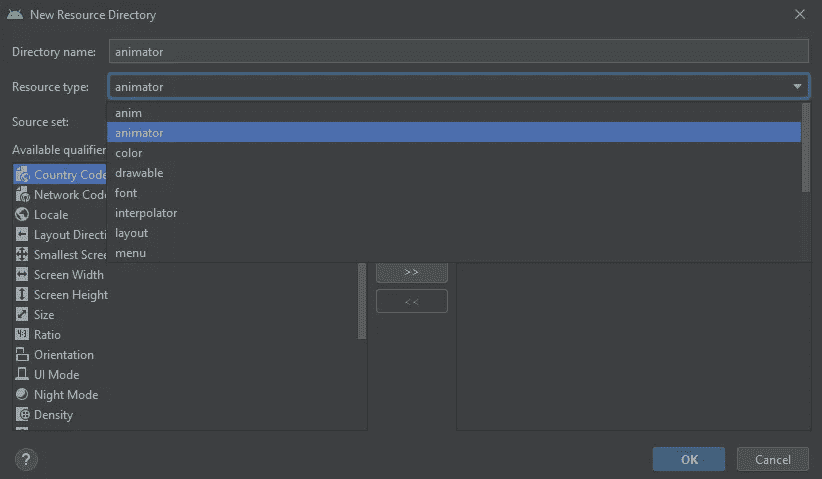 New Resource Directory
Directory name: animator
Resource type: animator
anim
Source set:
animator
Available qualifier
color
drawable
font
interpolator
layout
menu
Country Code
Network Cod
Locale
Layout Directi
Smallest Scree
Screen Width
Screen Height
Size
Ratio
Orientation
UI Mode
Night Mode
Density
>>
<<
?
OK
Cancel